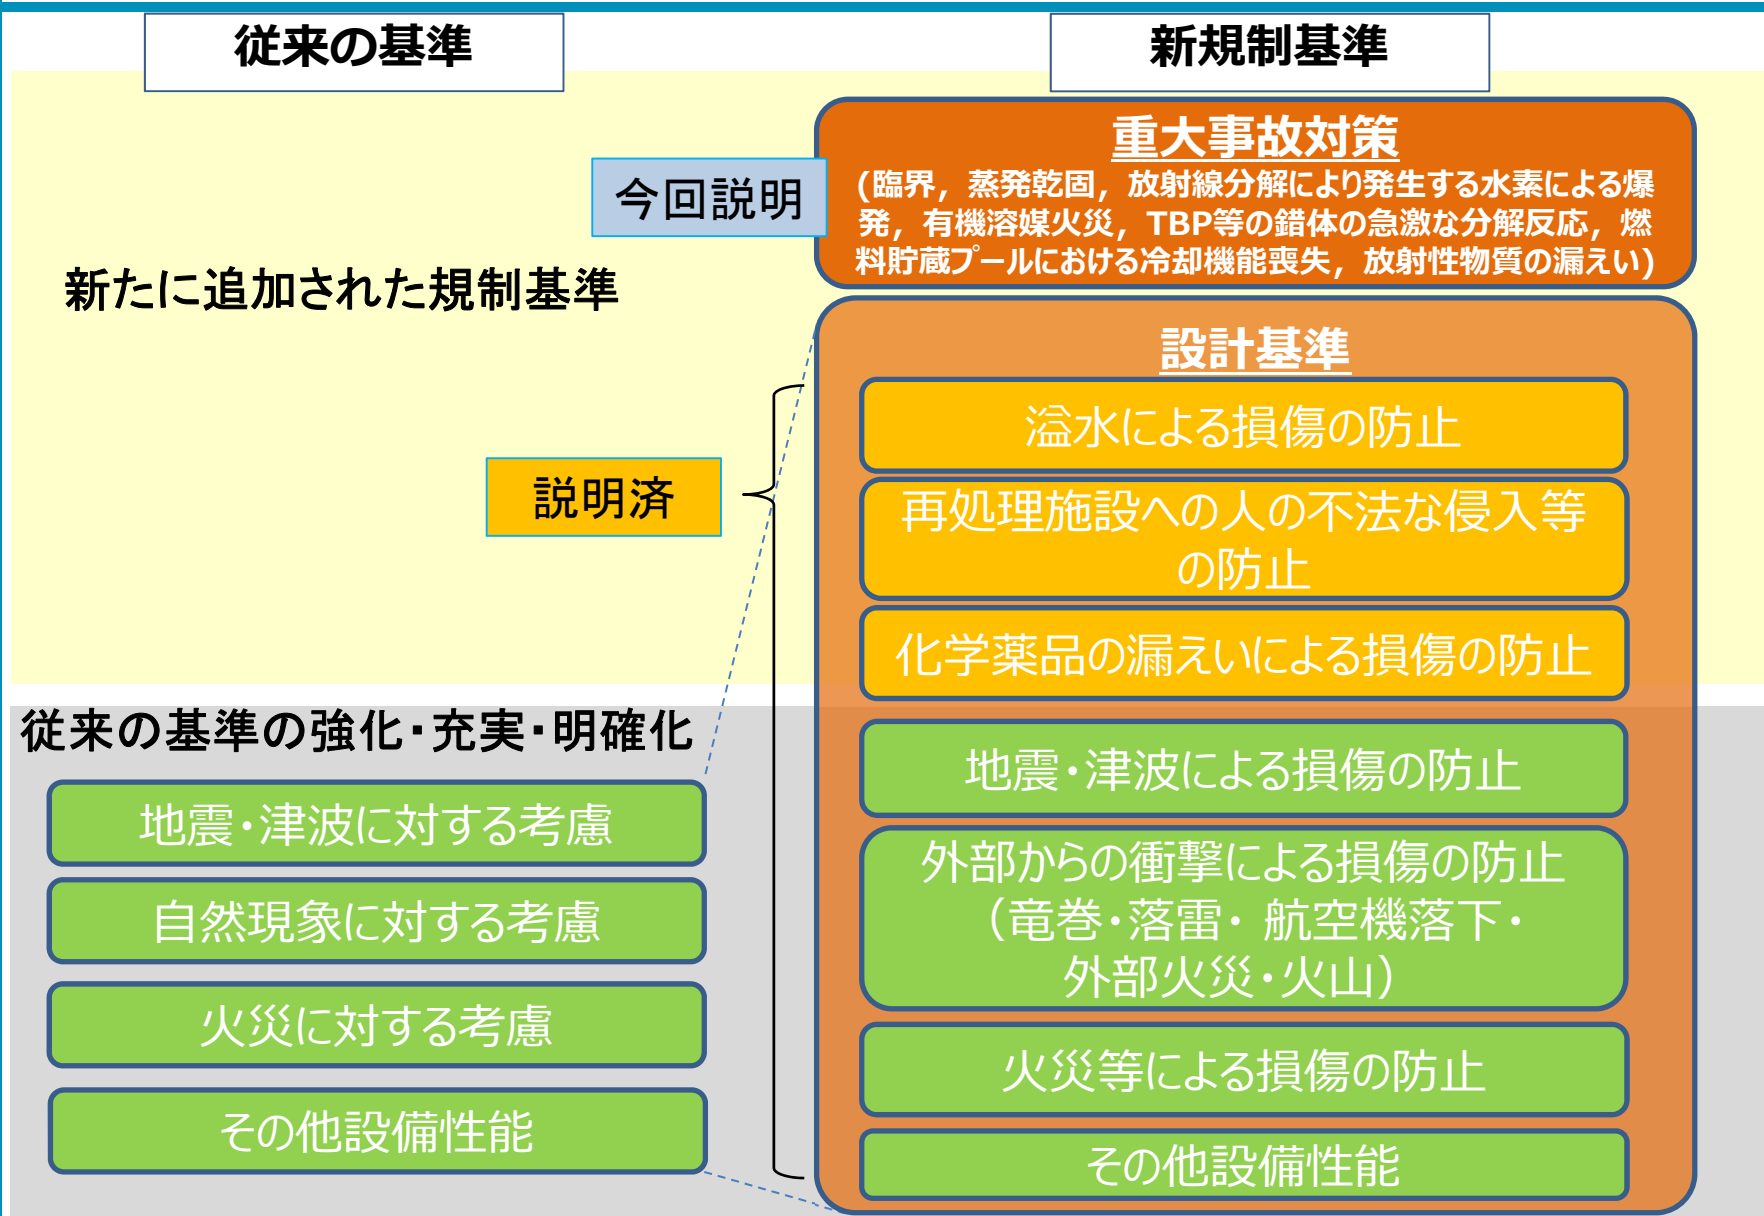 従来の基準
新規制基準
重大事故対策
(臨界，蒸発乾固，放射線分解により発生する水素による爆
発，有機溶媒火災，TBP等の錯体の急激な分解反応，燃
料貯蔵プールにおける冷却機能喪失，放射性物質の漏えい)
今回説明
新たに追加された規制基準
設計基準
溢水による損傷の防止
説明済
再処理施設への人の不法な侵入等
の防止
化学薬品の漏えいによる損傷の防止
従来の基準の強化・充実・明確化
地震・津波に対する考慮
自然現象に対する考慮
火災に対する考慮
その他設備性能
地震・津波による損傷の防止
外部からの衝撃による損傷の防止
（竜巻・落雷・ 航空機落下・
外部火災・火山）
火災等による損傷の防止
その他設備性能